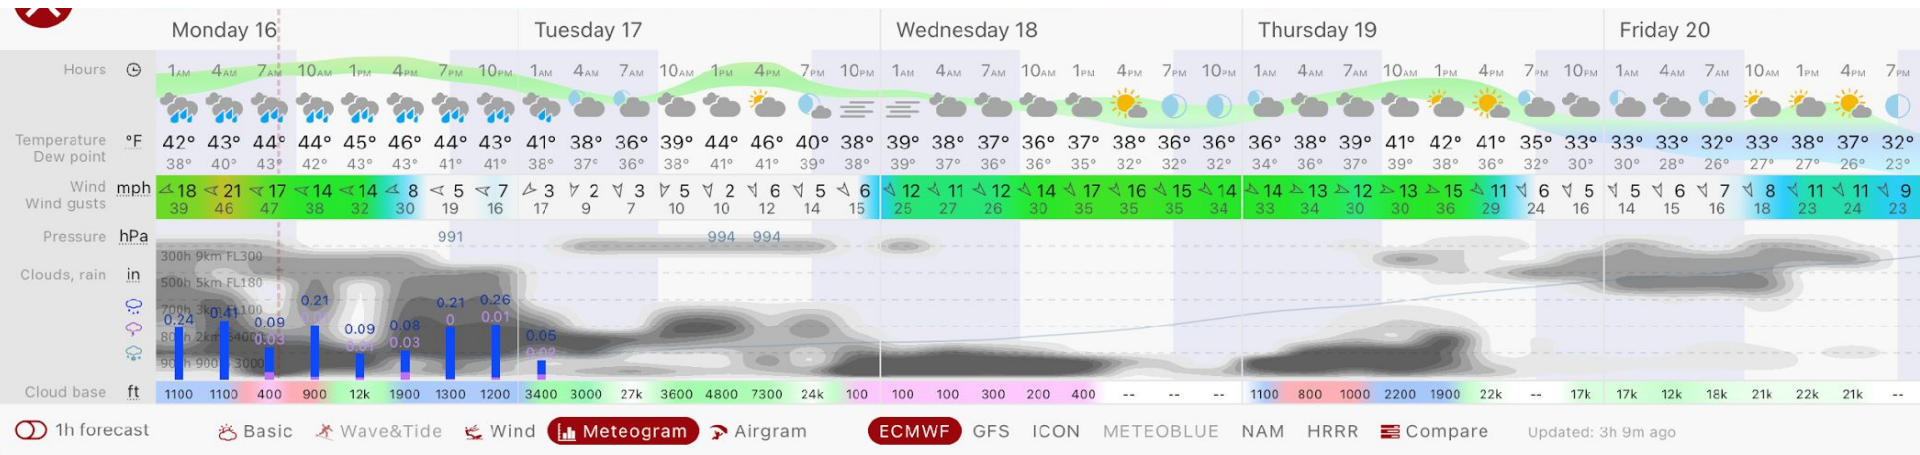 Monday 16 Tuesday 17 Wednesday 18 Thursday 19 Friday 20
Hours 1AM 4AM 7AM 10AM 1PM 4PM 7PM 10PM 1AM 4AM 7AM 10AM 1PM 4PM 7PM 10PM 1AM 4AM 7AM 10AM 1PM 4PM 7PM 10PM 1AM 4AM 7AM 10AM 1PM 4PM 7PM 10PM 1AM 4AM 7AM 10AM 1PM 4PM 7PM
Temperature °F 42° 43° 44° 44° 45° 46° 44° 43° 41° 38° 36° 39° 44° 46° 40° 38° 39° 38° 37° 36° 37° 38° 36° 36° 36° 38° 39° 41° 42° 41° 35° 33° 33° 33° 32° 33° 38° 37° 32°
Dew point 38° 40° 43° 42° 43° 43° 41° 41° 38° 37° 36° 38° 41° 41° 39° 38° 39° 37° 37° 36° 35° 32° 32° 32° 34° 36° 37° 39° 38° 36° 32° 30° 30° 28° 26° 27° 27° 26° 23°
Wind mph 18 21 17 14 14 8 5 7 3 2 3 5 2 6 5 6 12 11 12 14 17 16 15 14 14 13 12 13 15 11 6 5 5 6 7 8 11 11 9
Wind gusts 39 46 47 38 32 30 19 16 17 9 7 10 10 12 14 15 25 27 26 30 35 35 35 34 33 34 30 30 36 29 24 16 14 15 16 18 23 24 23
Pressure hPa 991 994 994
300h 9km FL300
Clouds, rain in
500h 5km FL180
0.21 0.21 0.26
0.24 0.41 0.09 0.09 0.08 0 0.01
0.03 0.03 0.05
Cloud base ft 1100 1100 400 900 12k 1900 1300 1200 3400 3000 27k 3600 4800 7300 24k 100 100 100 300 200 400 -- -- -- 1100 800 1000 2200 1900 22k -- 17k 17k 12k 18k 21k 22k 21k --
1h forecast Basic Wave&Tide Wind Meteogram Airgram ECMWF GFS ICON METEOBLUE NAM HRRR Compare Updated: 3h 9m ago